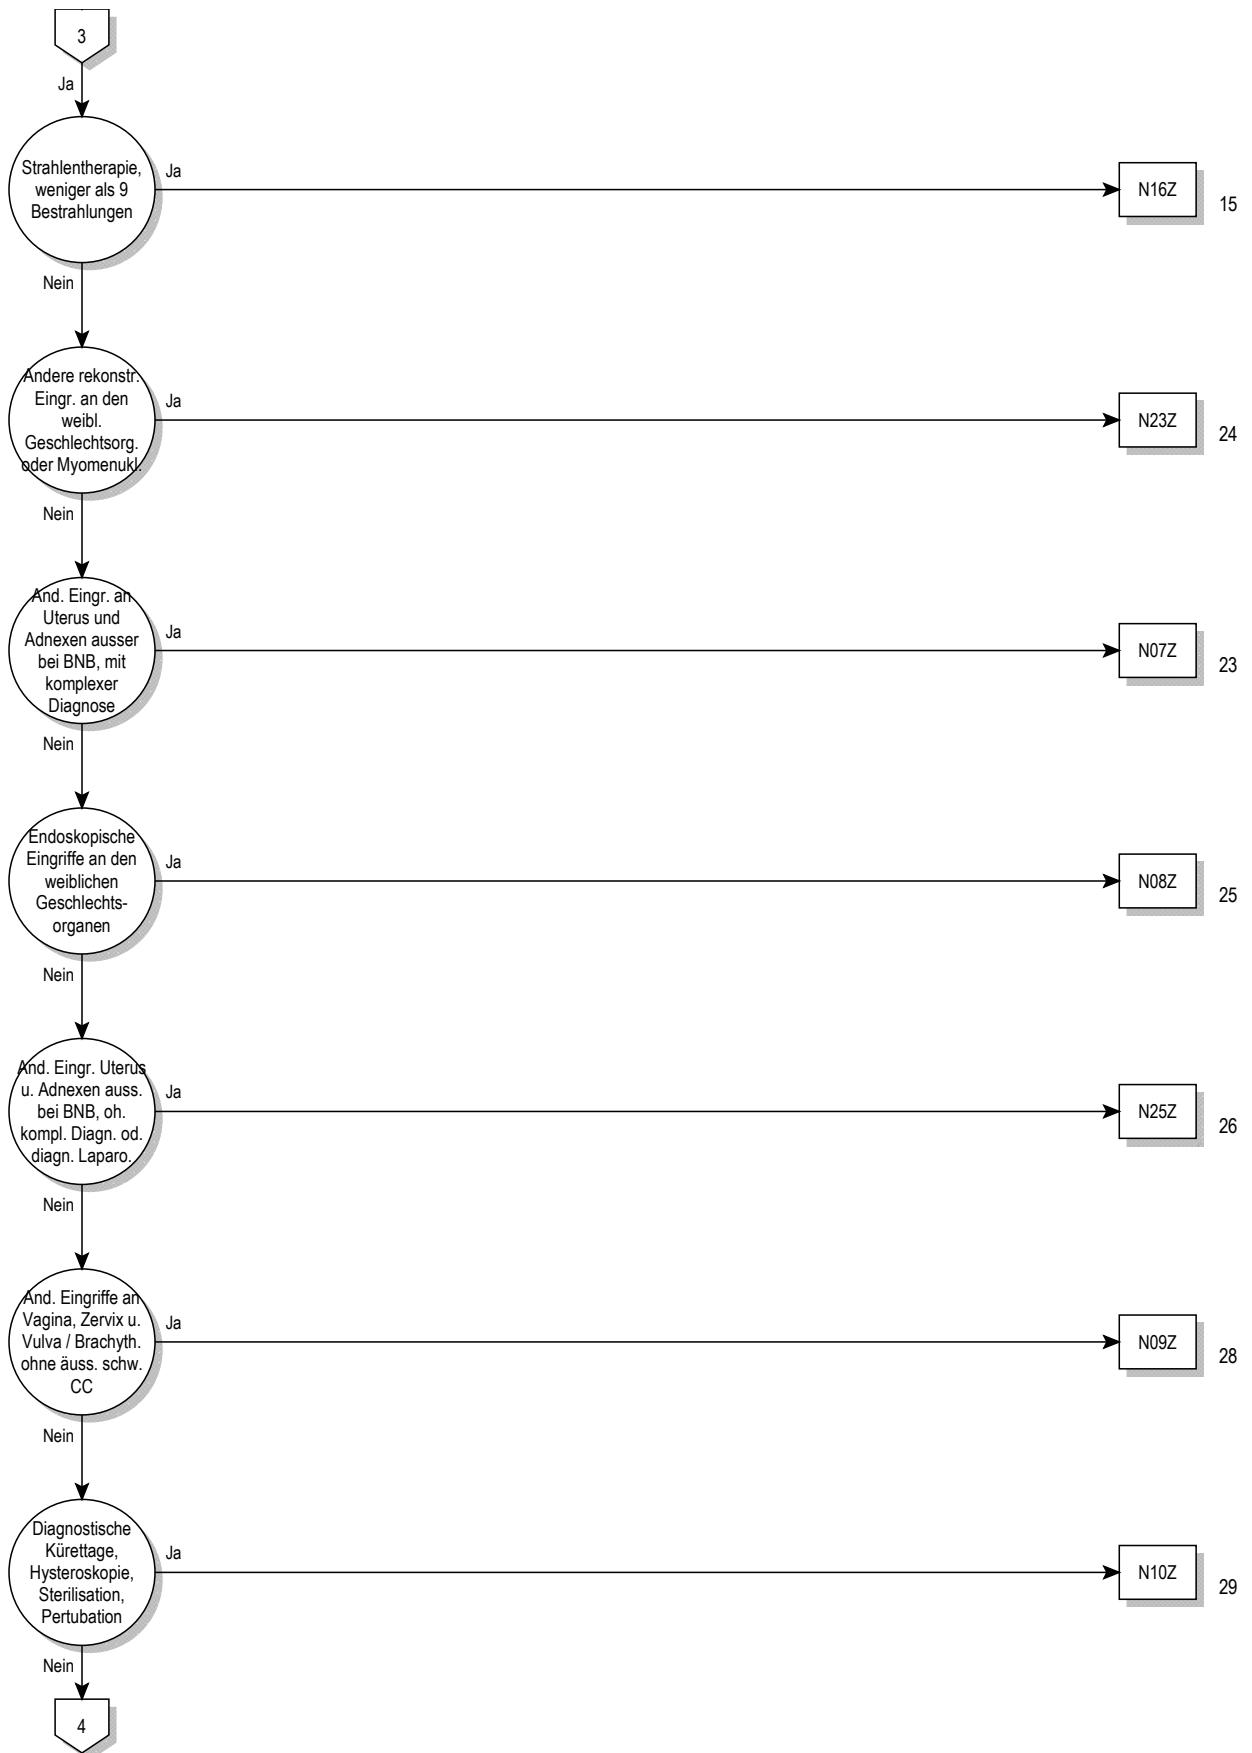 3
Ja
Strahlentherapie,
weniger als 9
Bestrahlungen
Ja
N16Z
15
Nein
Andere rekonstr.
Eingr. an den
weibl.
Geschlechtsorg.
oder Myomenukl.
Ja
N23Z
24
Nein
And. Eingr. an
Uterus und
Adnexen ausser
bei BNB, mit
komplexer
Diagnose
Ja
N07Z
23
Nein
Endoskopische
Eingriffe an den
weiblichen
Geschlechts-
organen
Ja
N08Z
25
Nein
And. Eingr. Uterus
u. Adnexen auss.
bei BNB, oh.
kompl. Diagn. od.
diagn. Laparo.
Ja
N25Z
26
Nein
And. Eingriffe an
Vagina, Zervix u.
Vulva / Brachyth.
ohne äuss. schw.
CC
Ja
N09Z
28
Nein
Diagnostische
Kürettage,
Hysteroskopie,
Sterilisation,
Pertubation
Ja
N10Z
29
Nein
4